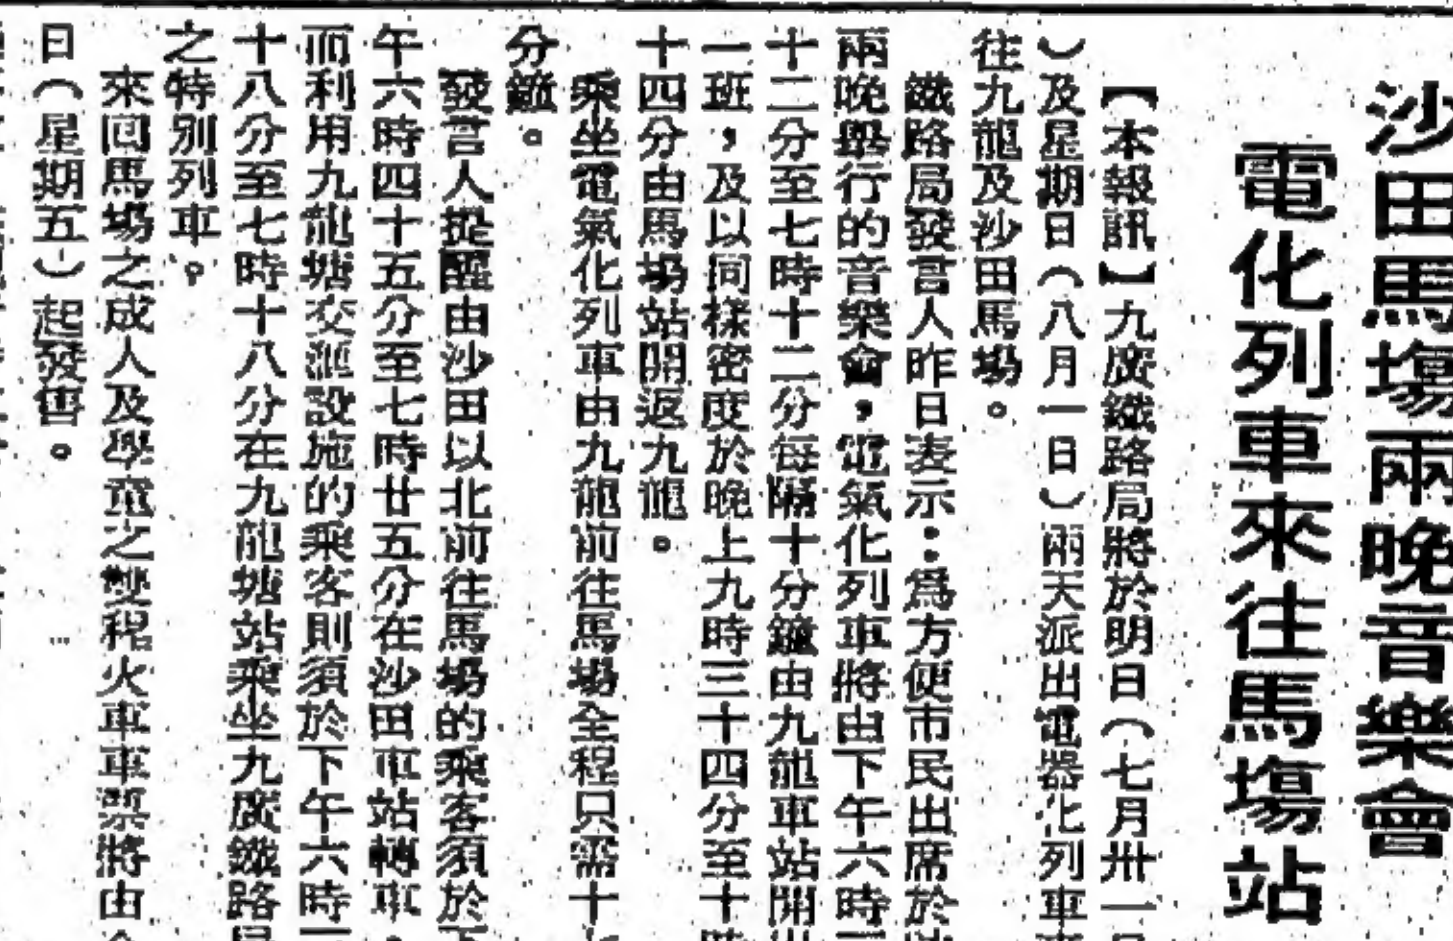 沙田馬場兩晚音樂會
電化列車來往馬場站
【本報訊】九廣鐵路局將於明日(七月卅一日
)及星期日(八月一日)兩天派出電器化列車
往九龍及沙田馬場。
鐵路局發言人昨日表示:爲方便市民出席於
兩晚舉行的音樂會,電氣化列車將由下午六時
十二分至七時十二分每隔十分鐘由九龍車站開出
一班,及以同樣密度於晚上九時三十四分至十時
十四分由馬場站開返九龍。
乘坐電氣化列車由九龍前往馬場全程只需十
分鐘。
發言人提醒由沙田以北前往馬場的乘客須於下
午六時四十五分至七時廿五分在沙田車站轉車,
而利用九龍塘交滙設施的乘客則須於下午六時
十八分至七時十八分在九龍塘站乘坐九廣鐵路局
之特別列車。
來回馬場之成人及學童之雙程火車車票將由今
日(星期五)起發售。